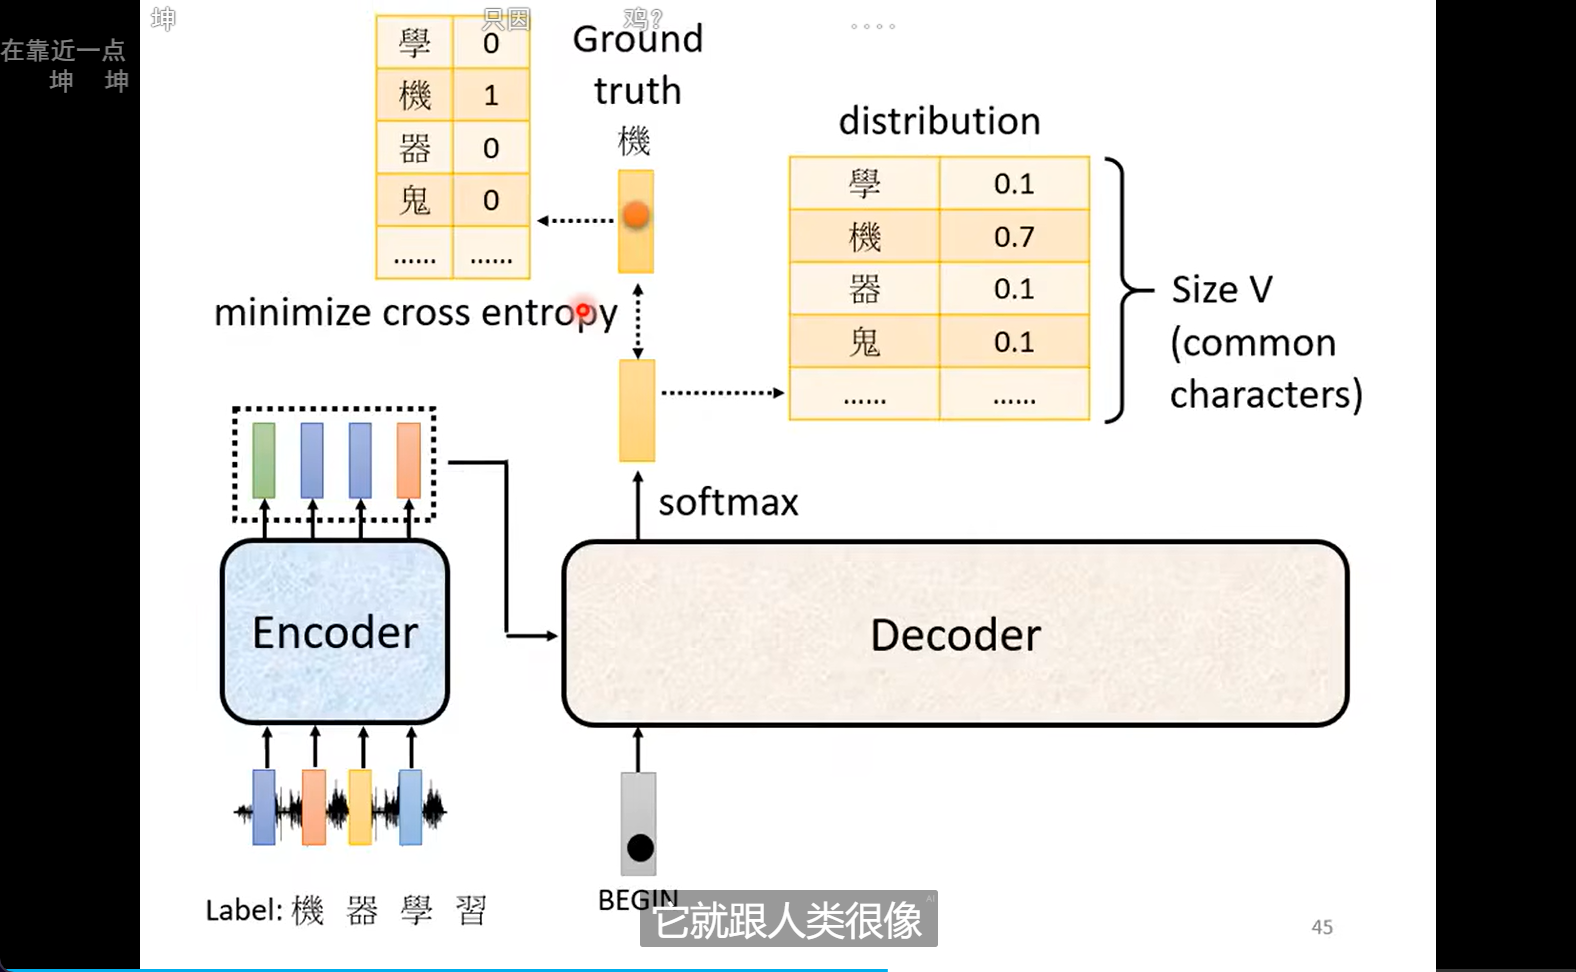 坤 只因 鸡? ....
在靠近一点
坤 坤
學 0
機 1
器 0
鬼 0
...... ......
Ground
truth
機
distribution
學 0.1
機 0.7
器 0.1
鬼 0.1
...... ......
Size V
(common
characters)
minimize cross entropy
softmax
Encoder
Decoder
Label: 機 器 學 習
BEGIN
它就跟人类很像
AI
45